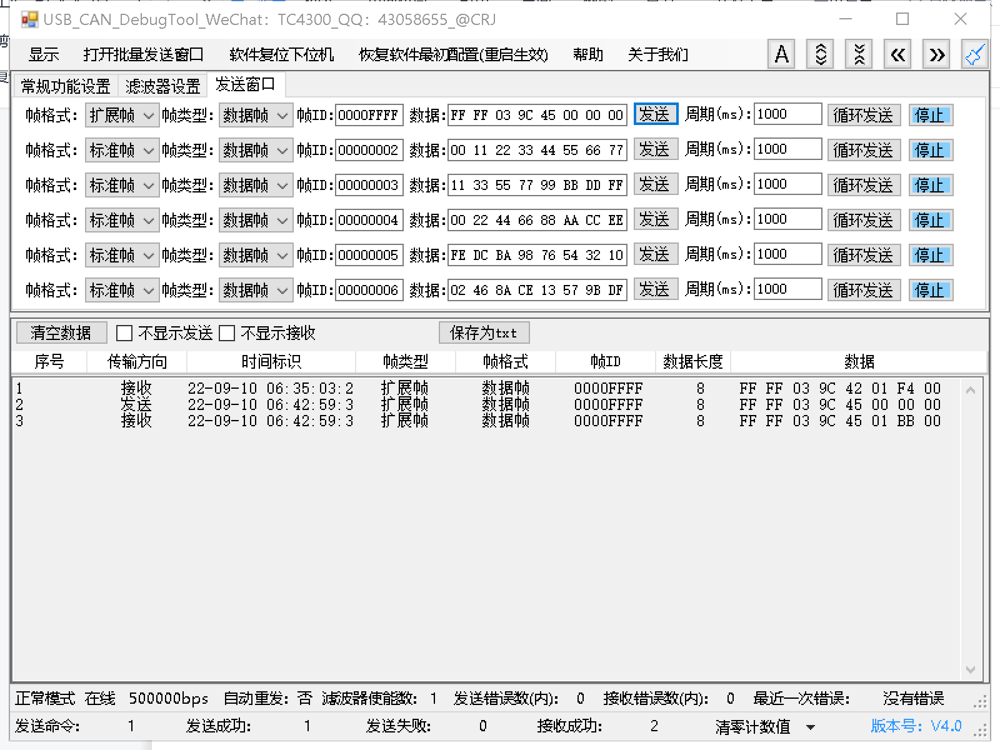 USB_CAN_DebugTool_WeChat: TC4300_QQ: 43058655_@CRJ
显示 打开批量发送窗口 软件复位下位机 恢复软件最初配置(重启生效) 帮助 关于我们 A
常规功能设置 滤波器设置 发送窗口
帧格式: 扩展帧 帧类型: 数据帧 帧ID: 0000FFFF 数据: FF FF 03 9C 45 00 00 00 发送 周期(ms): 1000 循环发送 停止
帧格式: 标准帧 帧类型: 数据帧 帧ID: 00000002 数据: 00 11 22 33 44 55 66 77 发送 周期(ms): 1000 循环发送 停止
帧格式: 标准帧 帧类型: 数据帧 帧ID: 00000003 数据: 11 33 55 77 99 BB DD FF 发送 周期(ms): 1000 循环发送 停止
帧格式: 标准帧 帧类型: 数据帧 帧ID: 00000004 数据: 00 22 44 66 88 AA CC EE 发送 周期(ms): 1000 循环发送 停止
帧格式: 标准帧 帧类型: 数据帧 帧ID: 00000005 数据: FE DC BA 98 76 54 32 10 发送 周期(ms): 1000 循环发送 停止
帧格式: 标准帧 帧类型: 数据帧 帧ID: 00000006 数据: 02 46 8A CE 13 57 9B DF 发送 周期(ms): 1000 循环发送 停止
清空数据 不显示发送 不显示接收 保存为txt
序号 传输方向 时间标识 帧类型 帧格式 帧ID 数据长度 数据
1 接收 22-09-10 06:35:03:2 扩展帧 数据帧 0000FFFF 8 FF FF 03 9C 42 01 F4 00
2 发送 22-09-10 06:42:59:3 扩展帧 数据帧 0000FFFF 8 FF FF 03 9C 45 00 00 00
3 接收 22-09-10 06:42:59:3 扩展帧 数据帧 0000FFFF 8 FF FF 03 9C 45 01 BB 00
正常模式 在线 500000bps 自动重发: 否 滤波器使能数: 1 发送错误数(内): 0 接收错误数(内): 0 最近一次错误: 没有错误
发送命令: 1 发送成功: 1 发送失败: 0 接收成功: 2 清零计数值 版本号: V4.0